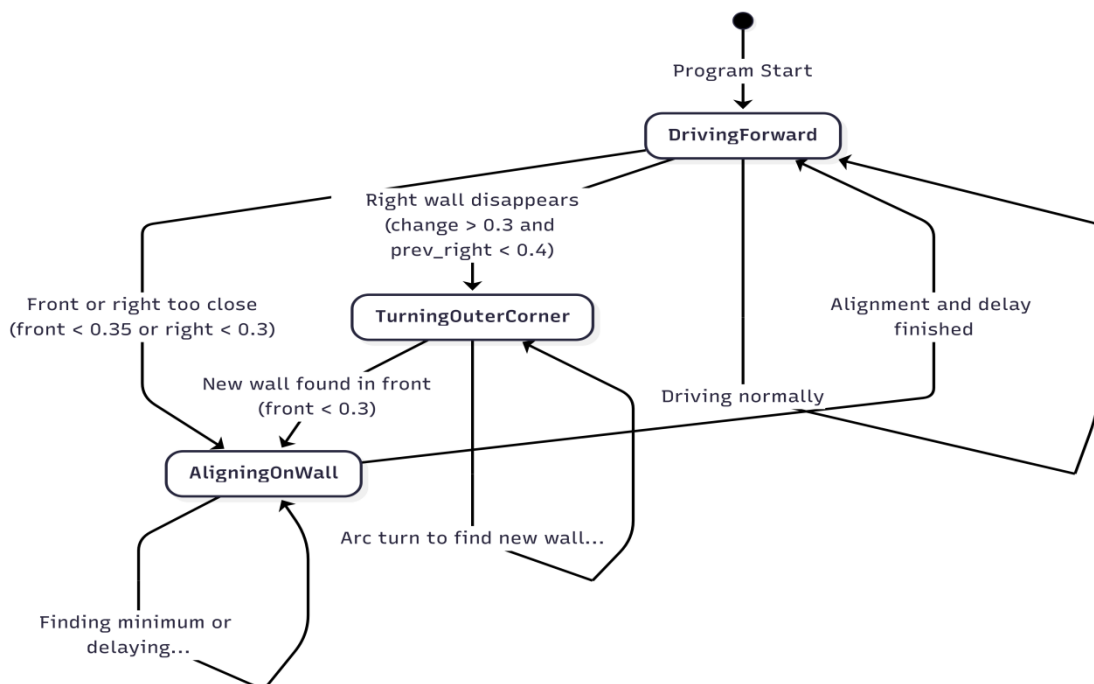 Program Start
DrivingForward
Right wall disappears
(change > 0.3 and
prev_right < 0.4)
Front or right too close
(front < 0.35 or right < 0.3)
TurningOuterCorner
Alignment and delay
finished
New wall found in front
(front < 0.3)
Driving normally
AligningOnWall
Arc turn to find new wall...
Finding minimum or
delaying...